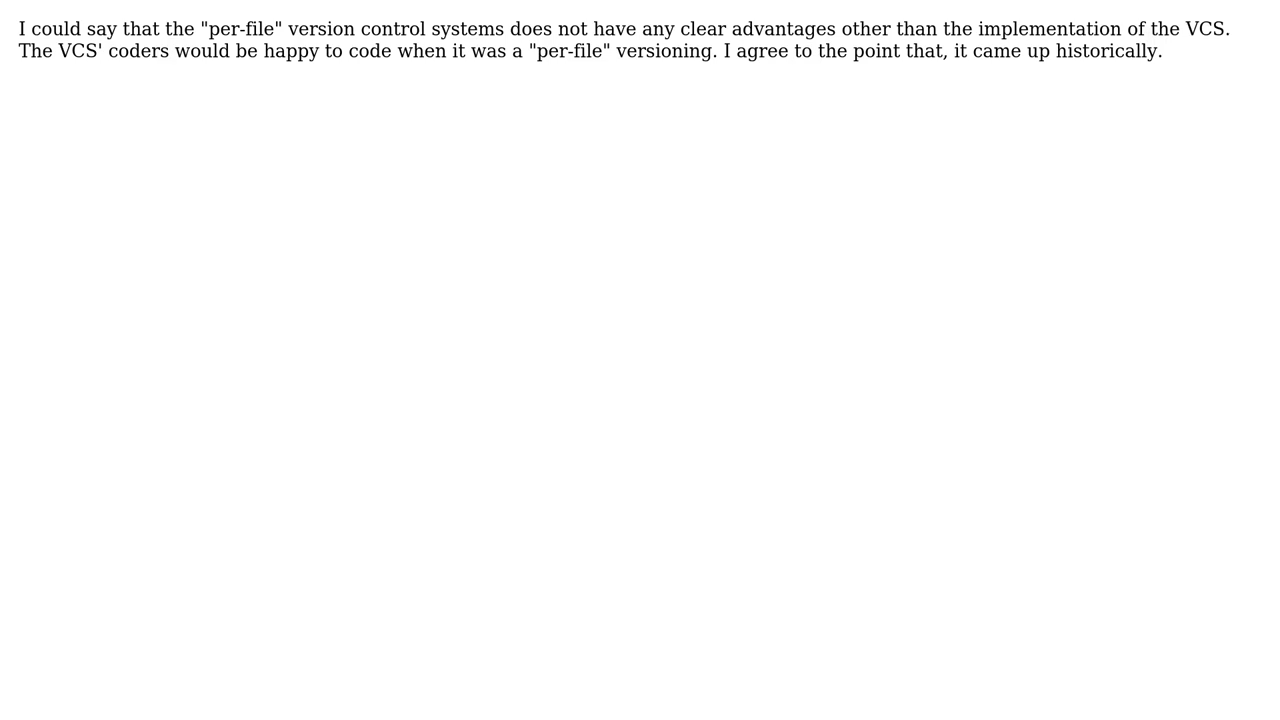 I could say that the "per-file" version control systems does not have any clear advantages other than the implementation of the VCS.
The VCS' coders would be happy to code when it was a "per-file" versioning. I agree to the point that, it came up historically.